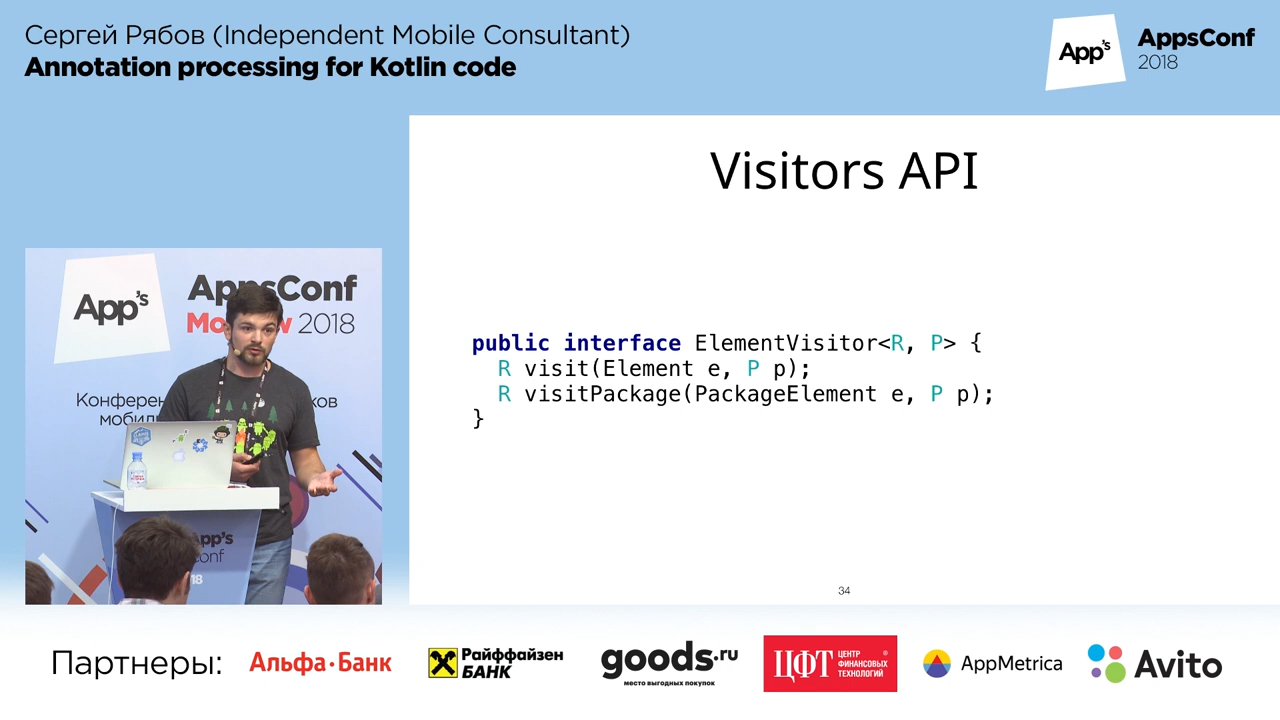 Сергей Рябов (Independent Mobile Consultant)
Annotation processing for Kotlin code
App's
AppsConf
2018
Visitors API
public interface ElementVisitor<R, P> {
R visit(Element e, P p);
R visitPackage(PackageElement e, P p);
}
34
App's
AppsConf
2018
2018
Партнеры:
Альфа·Банк
Райффайзен
БАНК
goods.ru
место выгодных покупок
ЦФТ
ЦЕНТР
ФИНАНСОВЫХ
ТЕХНОЛОГИЙ
®
AppMetrica
Avito